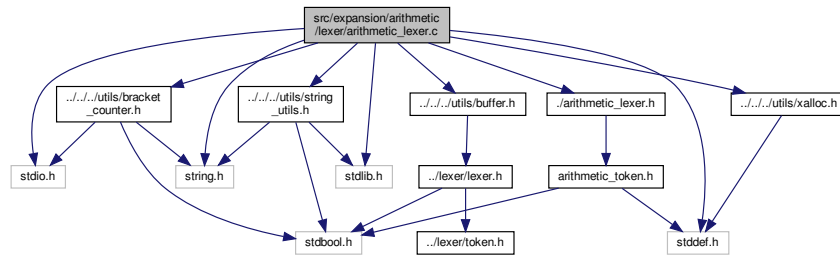 src/expansion/arithmetic
/lexer/arithmetic_lexer.c
../../../utils/bracket
_counter.h
../../../utils/string
_utils.h
../../../utils/buffer.h
./arithmetic_lexer.h
../../../utils/xalloc.h
stdio.h
string.h
stdlib.h
../lexer/lexer.h
arithmetic_token.h
stdbool.h
../lexer/token.h
stddef.h